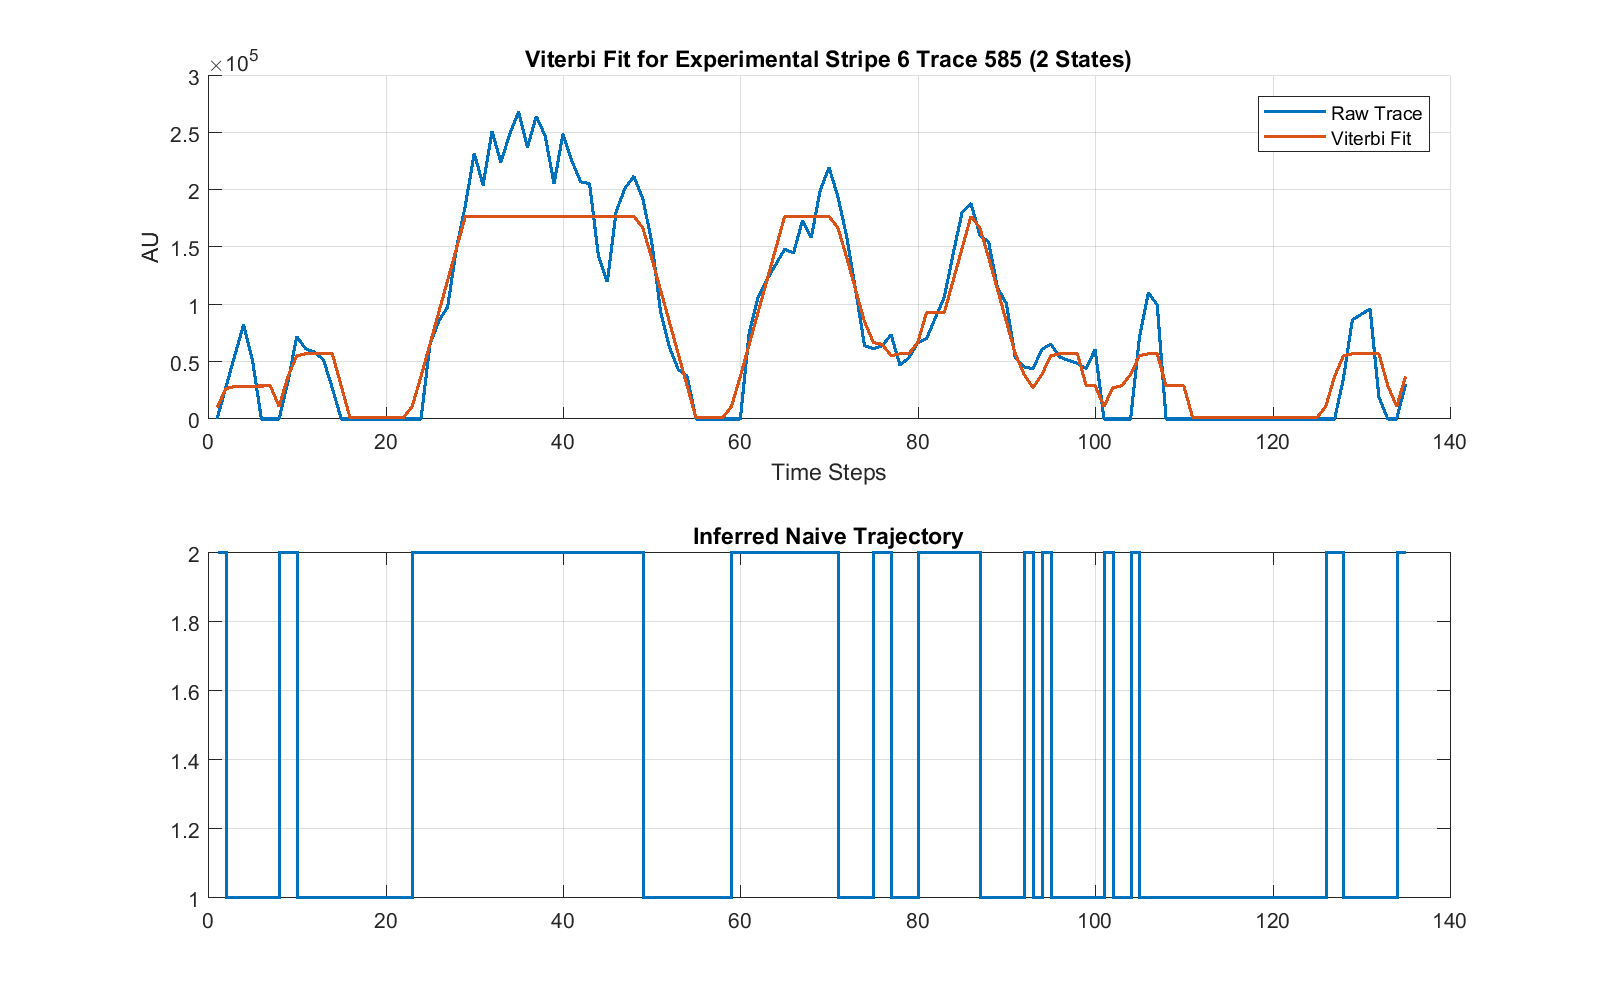 Viterbi Fit for Experimental Stripe 6 Trace 585 (2 States)
×10^5
3
2.5
2
1.5
1
0.5
0
AU
Raw Trace
Viterbi Fit
0 20 40 60 80 100 120 140
Time Steps
Inferred Naive Trajectory
2
1.8
1.6
1.4
1.2
1
0 20 40 60 80 100 120 140